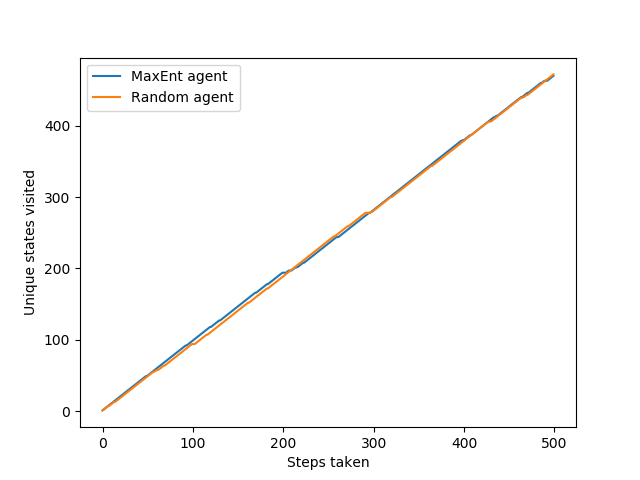 MaxEnt agent
Random agent
Unique states visited
400
300
200
100
0
0 100 200 300 400 500
Steps taken